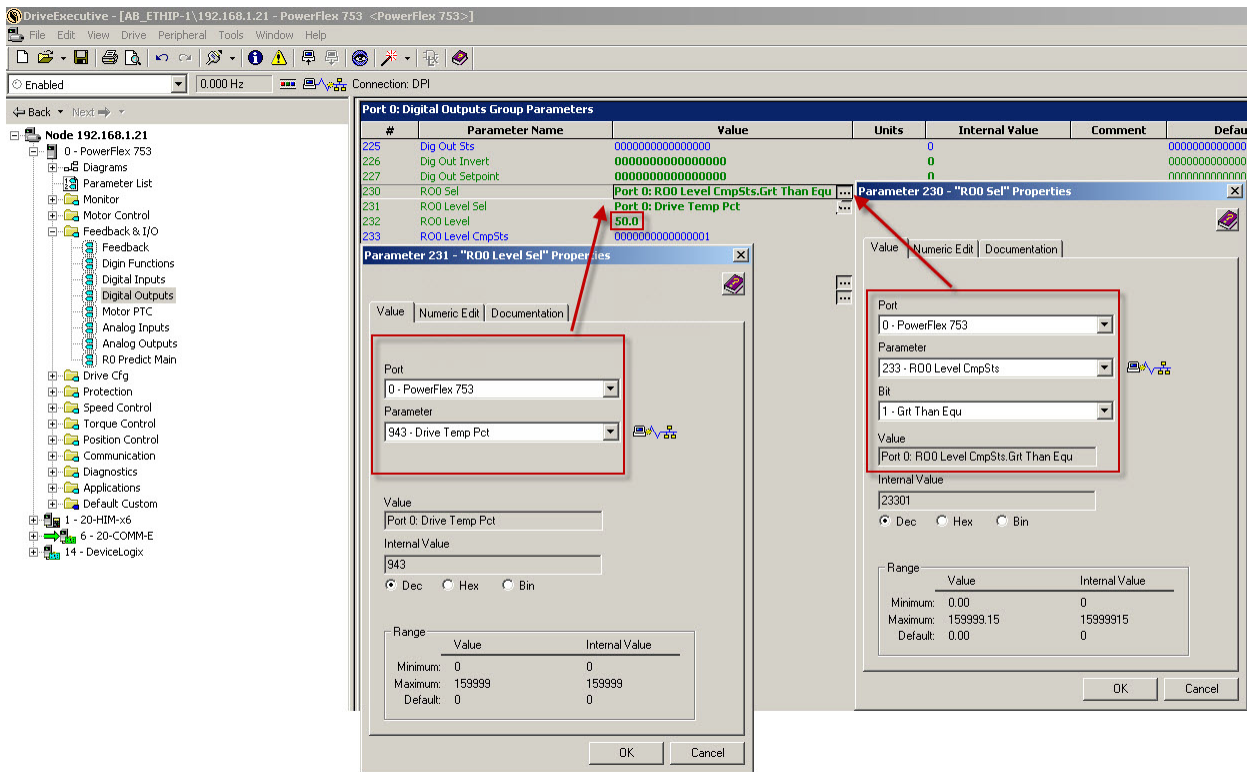 DriveExecutive - [AB_ETHIP-1\192.168.1.21 - PowerFlex 753 <PowerFlex 753>]
File Edit View Drive Peripheral Tools Window Help
Enabled 0.000 Hz Connection: DPI
Back Next
Node 192.168.1.21
0 - PowerFlex 753
Diagrams
Parameter List
Monitor
Motor Control
Feedback & I/O
Feedback
Digin Functions
Digital Inputs
Digital Outputs
Motor PTC
Analog Inputs
Analog Outputs
RO Predict Main
Drive Cfg
Protection
Speed Control
Torque Control
Position Control
Communication
Diagnostics
Applications
Default Custom
1 - 20-HIM-x6
6 - 20-COMM-E
14 - DeviceLogix
Port 0: Digital Outputs Group Parameters
# Parameter Name Value Units Internal Value Comment Defau
225 Dig Out Sts 0000000000000000 0 0000000000000
226 Dig Out Invert 0000000000000000 0 0000000000000
227 Dig Out Setpoint 0000000000000000 0 0000000000000
230 RO0 Sel Port 0: RO0 Level CmpSts.Grt Than Equ ...
231 RO0 Level Sel Port 0: Drive Temp Pct ...
232 RO0 Level 50.0
233 RO0 Level CmpSts 0000000000000001
Parameter 231 - "RO0 Level Sel" Properties
Value Numeric Edit Documentation
Port
0 - PowerFlex 753
Parameter
943 - Drive Temp Pct
Value
Port 0: Drive Temp Pct
Internal Value
943
Dec Hex Bin
Range
Value Internal Value
Minimum: 0 0
Maximum: 159999 159999
Default: 0 0
OK Cancel
...
...
Parameter 230 - "RO0 Sel" Properties
Value Numeric Edit Documentation
Port
0 - PowerFlex 753
Parameter
233 - RO0 Level CmpSts
Bit
1 - Grt Than Equ
Value
Port 0: RO0 Level CmpSts.Grt Than Equ
Internal Value
23301
Dec Hex Bin
Range
Value Internal Value
Minimum: 0.00 0
Maximum: 159999.15 15999915
Default: 0.00 0
OK Cancel